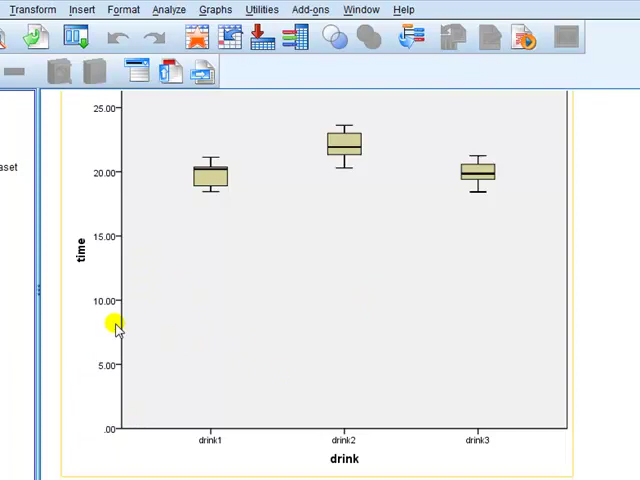 Transform Insert Format Analyze Graphs Utilities Add-ons Window Help
aset
25.00
20.00
15.00
10.00
5.00
.00
time
drink1 drink2 drink3
drink